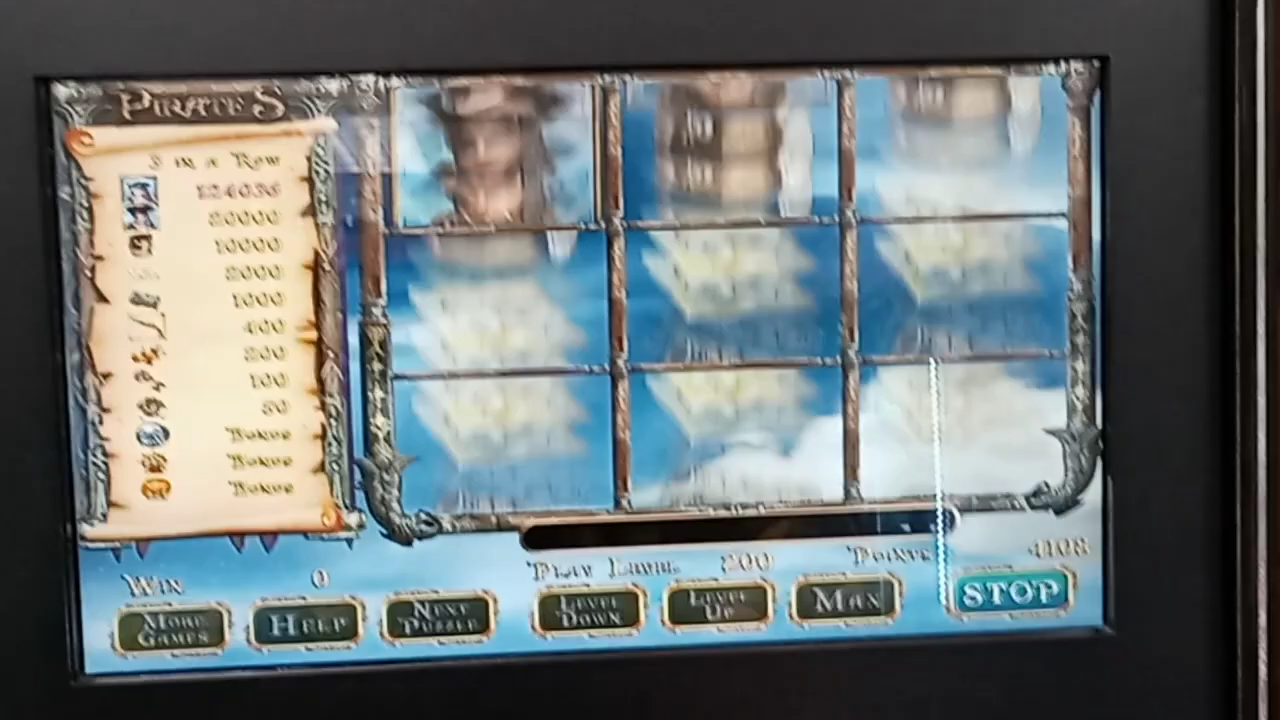 PIRATES
3 in a Row
124036
20000
10000
2000
1000
400
200
100
50
Bonus
Bonus
Bonus
Win 0
Play Level 200
Points 4108
More Games
Help
Next Puzzle
Level Down
Level Up
Max
STOP